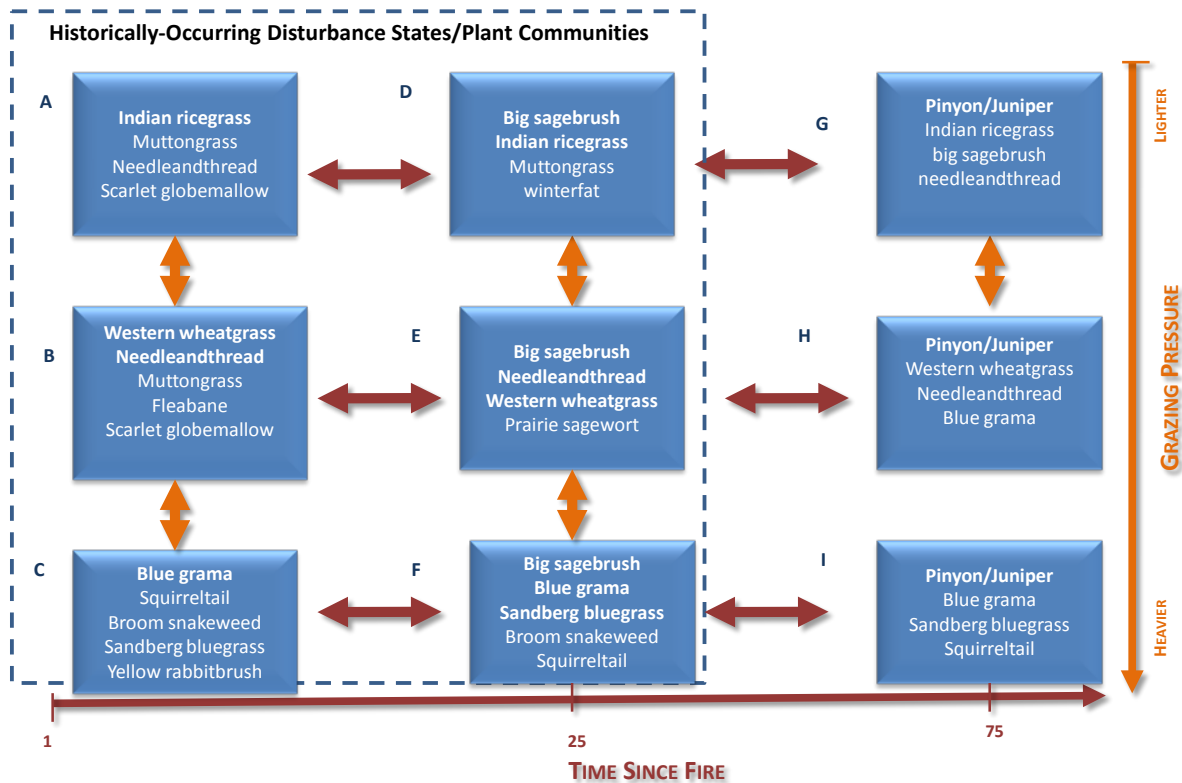 Historically-Occurring Disturbance States/Plant Communities
A
Indian ricegrass
Muttongrass
Needleandthread
Scarlet globemallow
D
Big sagebrush
Indian ricegrass
Muttongrass
winterfat
G
Pinyon/Juniper
Indian ricegrass
big sagebrush
needleandthread
LIGHTER
B
Western wheatgrass
Needleandthread
Muttongrass
Fleabane
Scarlet globemallow
E
Big sagebrush
Needleandthread
Western wheatgrass
Prairie sagewort
H
Pinyon/Juniper
Western wheatgrass
Needleandthread
Blue grama
GRAZING PRESSURE
C
Blue grama
Squirreltail
Broom snakeweed
Sandberg bluegrass
Yellow rabbitbrush
F
Big sagebrush
Blue grama
Sandberg bluegrass
Broom snakeweed
Squirreltail
I
Pinyon/Juniper
Blue grama
Sandberg bluegrass
Squirreltail
HEAVIER
1
25
75
TIME SINCE FIRE